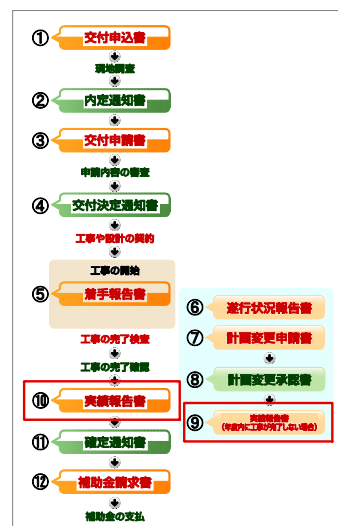 ① 交付申込書
現地調査
② 内定通知書
③ 交付申請書
申請内容の審査
④ 交付決定通知書
工事や設計の契約
工事の開始
⑤ 着手報告書
工事の完了検査
工事の完了確認
⑩ 実績報告書
⑪ 確定通知書
⑫ 補助金請求書
補助金の支払
⑥ 遂行状況報告書
⑦ 計画変更申請書
⑧ 計画変更承認書
⑨ 実績報告書
(年度内に工事が完了しない場合)